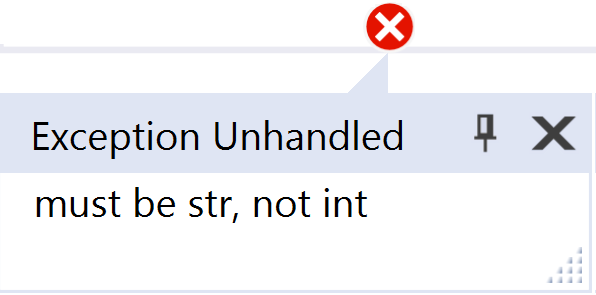 Exception Unhandled
must be str, not int